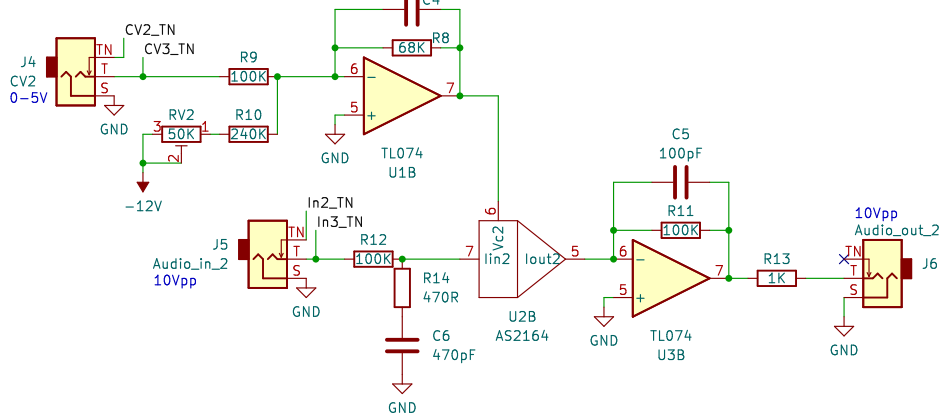 C4
R8
68K
CV2_TN
CV3_TN
J4
CV2
0-5V
TN
T
S
GND
R9
100K
6
5
7
−
+
GND
TL074
U1B
RV2
3
50K
1
2
R10
240K
-12V
In2_TN
In3_TN
J5
Audio_in_2
10Vpp
TN
T
S
GND
R12
100K
R14
470R
C6
470pF
GND
7
6
5
Vc2
Iin2
Iout2
U2B
AS2164
C5
100pF
R11
100K
6
5
7
−
+
GND
TL074
U3B
R13
1K
10Vpp
Audio_out_2
TN
T
S
J6
GND